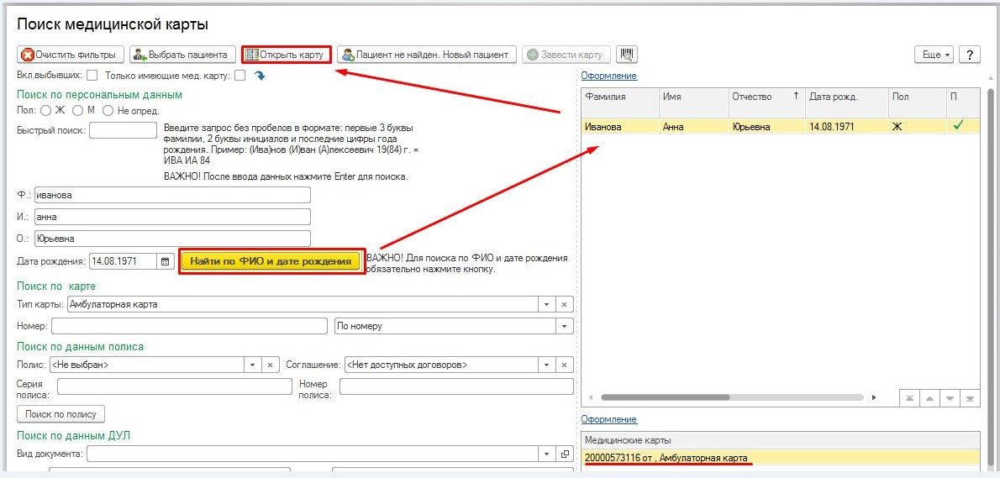 Поиск медицинской карты
Очистить фильтры Выбрать пациента Открыть карту Пациент не найден. Новый пациент Завести карту Еще ?
Вкл.выбывших: Только имеющие мед. карту:
Поиск по персональным данным
Пол: Ж М Не опред.
Быстрый поиск: Введите запрос без пробелов в формате: первые 3 буквы
фамилии, 2 буквы инициалов и последние цифры года
рождения. Пример: (Ива)нов (И)ван (А)лексеевич 19(84) г. =
ИВА ИА 84
ВАЖНО! После ввода данных нажмите Enter для поиска.
Ф.: иванова
И.: анна
О.: Юрьевна
Дата рождения: 14.08.1971 Найти по ФИО и дате рождения ВАЖНО! Для поиска по ФИО и дате рождения
обязательно нажмите кнопку.
Поиск по карте
Тип карты: Амбулаторная карта
Номер: По номеру
Поиск по данным полиса
Полис: <Не выбран> Соглашение: <Нет доступных договоров>
Серия полиса: Номер полиса:
Поиск по полису
Поиск по данным ДУЛ
Вид документа:
Оформление
Фамилия Имя Отчество Дата рожд. Пол П
Иванова Анна Юрьевна 14.08.1971 Ж
Оформление
Медицинские карты
20000573116 от , Амбулаторная карта